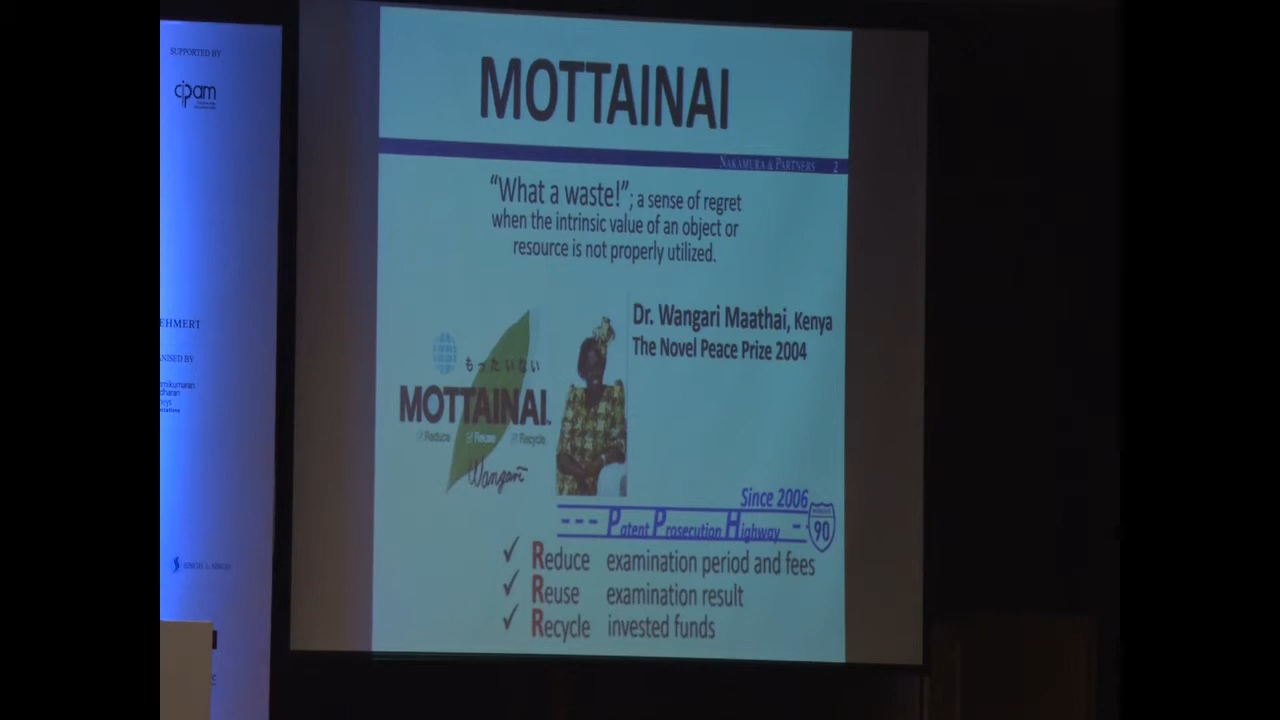 SUPPORTED BY
cipam
EHMERT
NISED BY
mikumaran
dharan
neys
MOTTAINAI
NAKAMURA & PARTNERS 2
“What a waste!”; a sense of regret
when the intrinsic value of an object or
resource is not properly utilized.
Dr. Wangari Maathai, Kenya
The Novel Peace Prize 2004
もったいない
MOTTAINAI
Reduce Reuse Recycle
Wangari
Since 2006
--- Patent Prosecution Highway -
90
✓ Reduce examination period and fees
✓ Reuse examination result
✓ Recycle invested funds